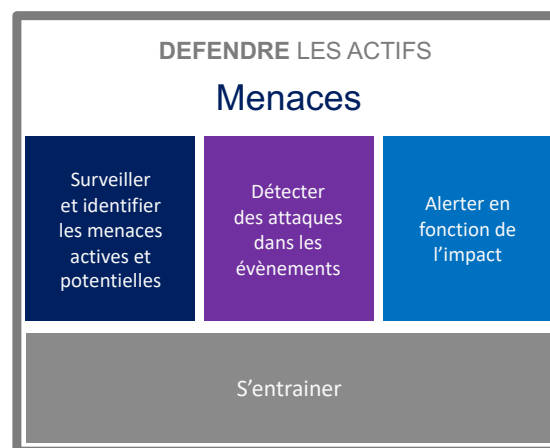 DEFENDRE LES ACTIFS
Menaces
Surveiller
et identifier
les menaces
actives et
potentielles
Détecter
des attaques
dans les
évènements
Alerter en
fonction de
l’impact
S’entrainer